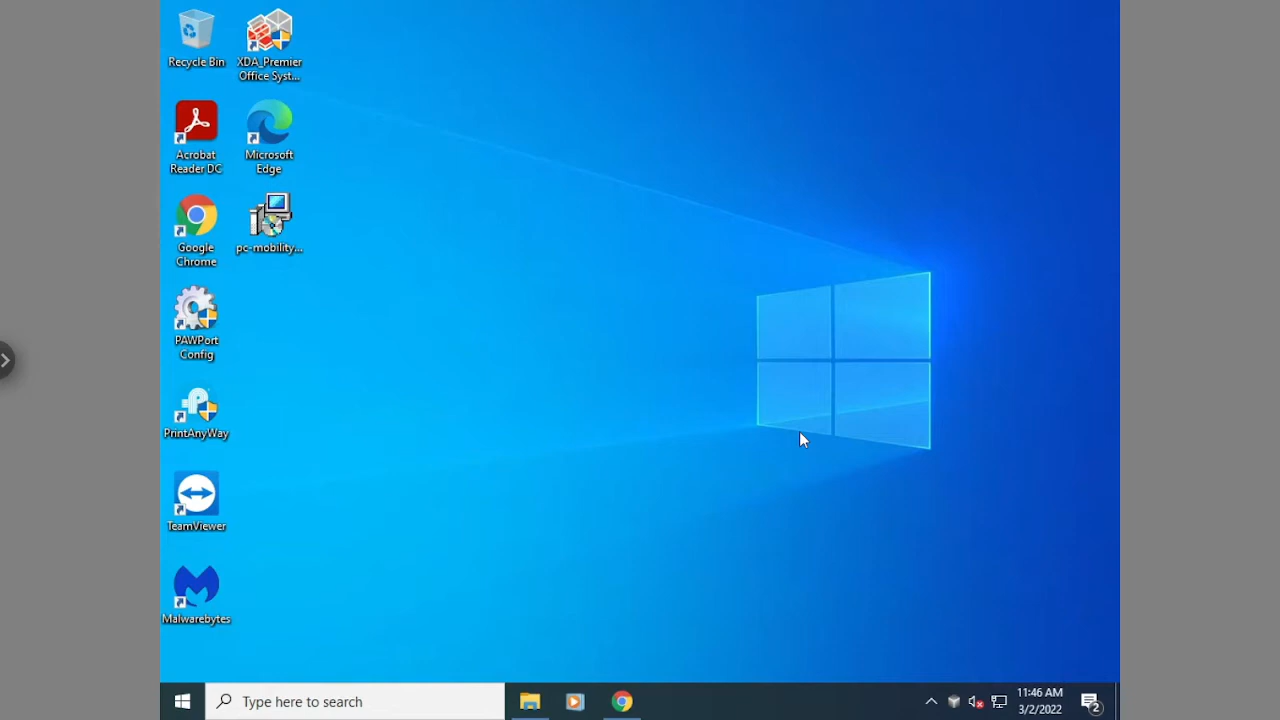 Recycle Bin
XDA_Premier
Office Syst...
Acrobat
Reader DC
Microsoft
Edge
Google
Chrome
pc-mobility...
PAWPort
Config
PrintAnyWay
TeamViewer
Malwarebytes
Type here to search
11:46 AM
3/2/2022
2